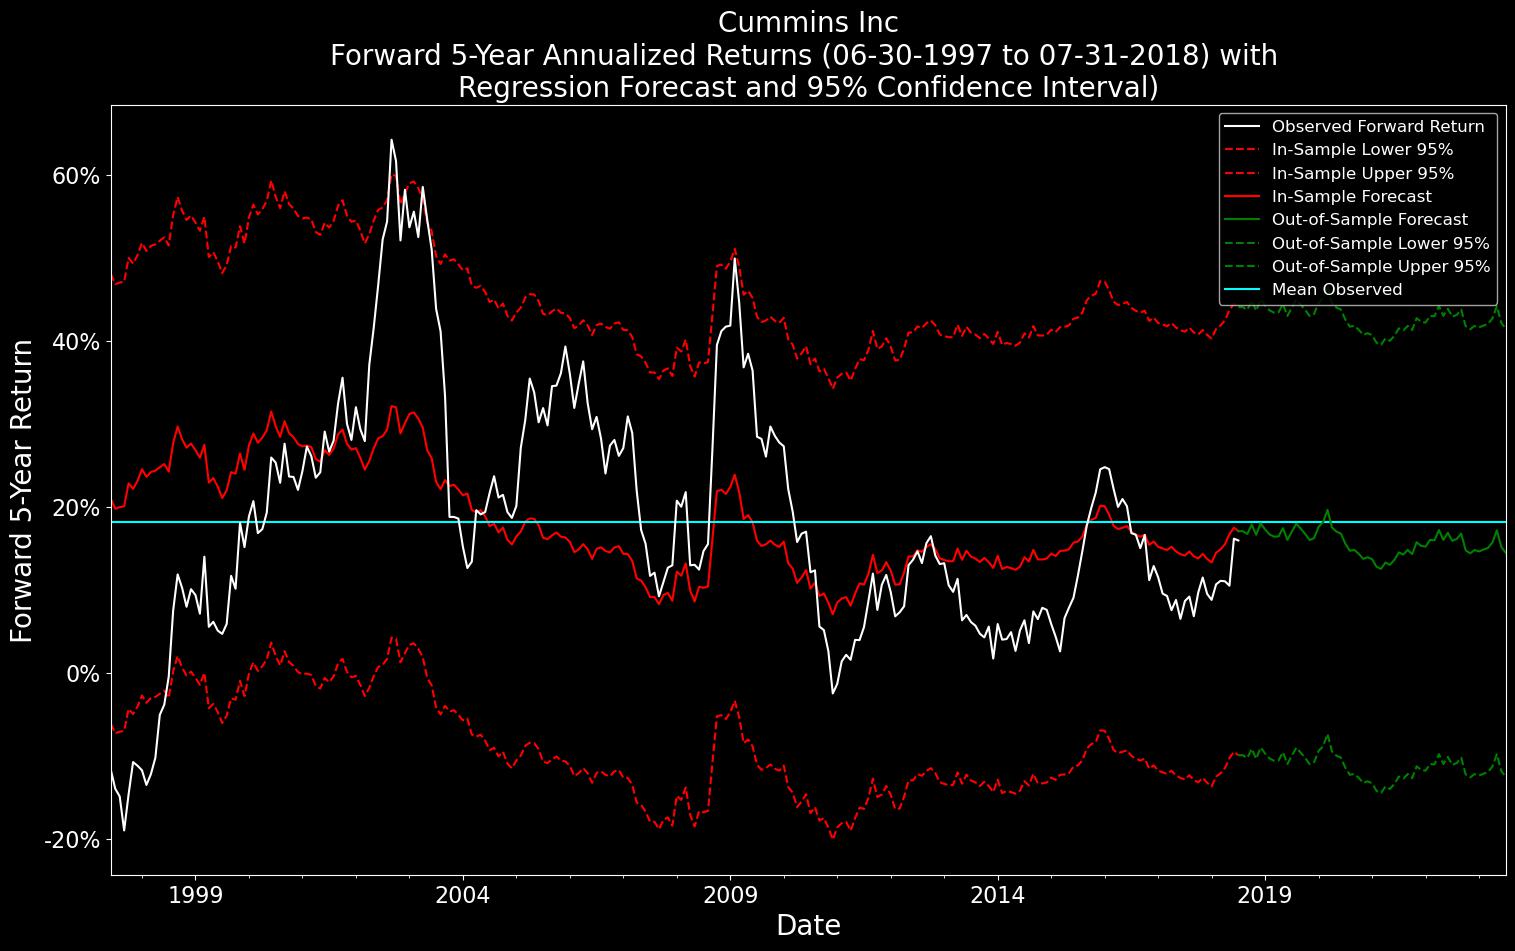 Cummins Inc
Forward 5-Year Annualized Returns (06-30-1997 to 07-31-2018) with
Regression Forecast and 95% Confidence Interval)
Observed Forward Return
In-Sample Lower 95%
In-Sample Upper 95%
In-Sample Forecast
Out-of-Sample Forecast
Out-of-Sample Lower 95%
Out-of-Sample Upper 95%
Mean Observed
Forward 5-Year Return
60%
40%
20%
0%
-20%
1999
2004
2009
2014
2019
Date